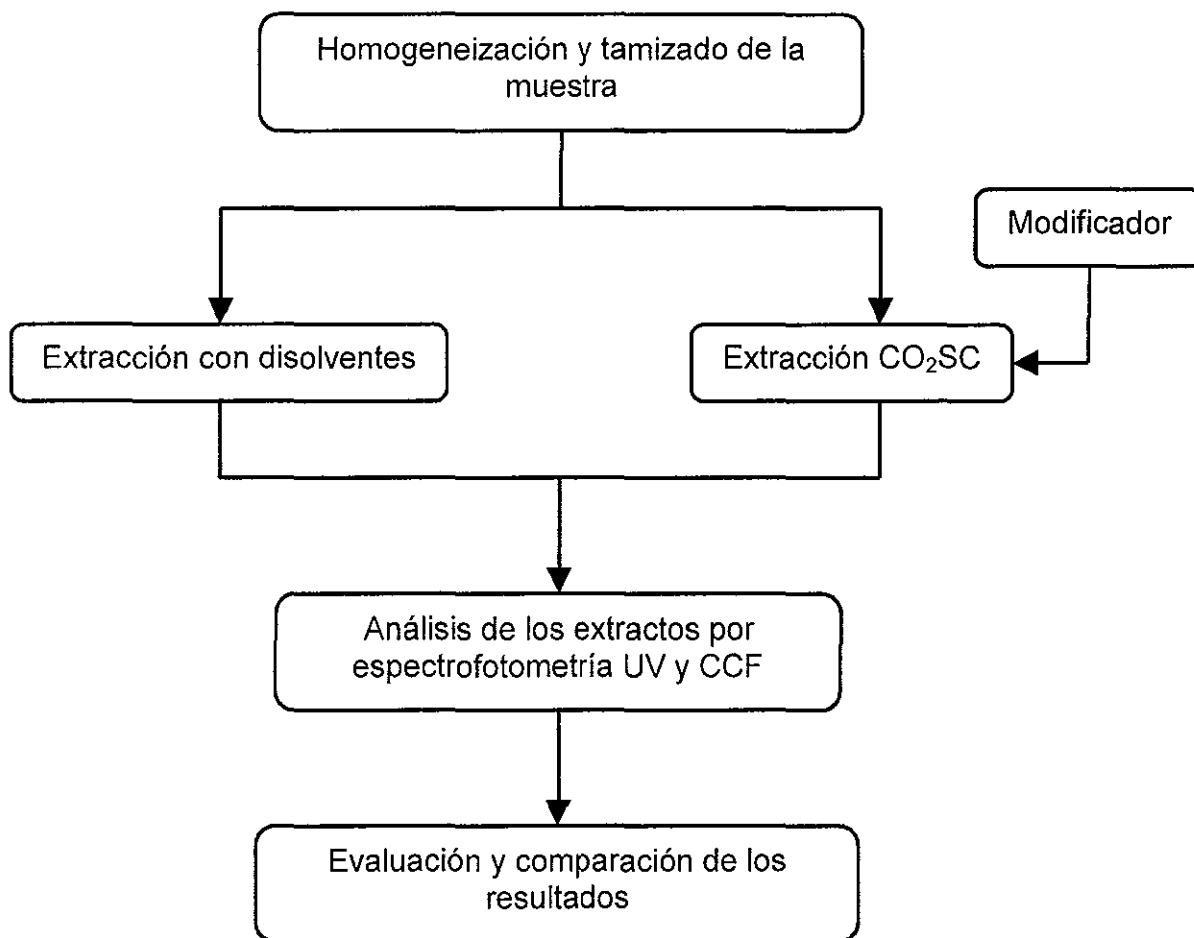 Homogeneización y tamizado de la
muestra
Modificador
Extracción con disolventes
Extracción CO₂SC
Análisis de los extractos por
espectrofotometría UV y CCF
Evaluación y comparación de los
resultados